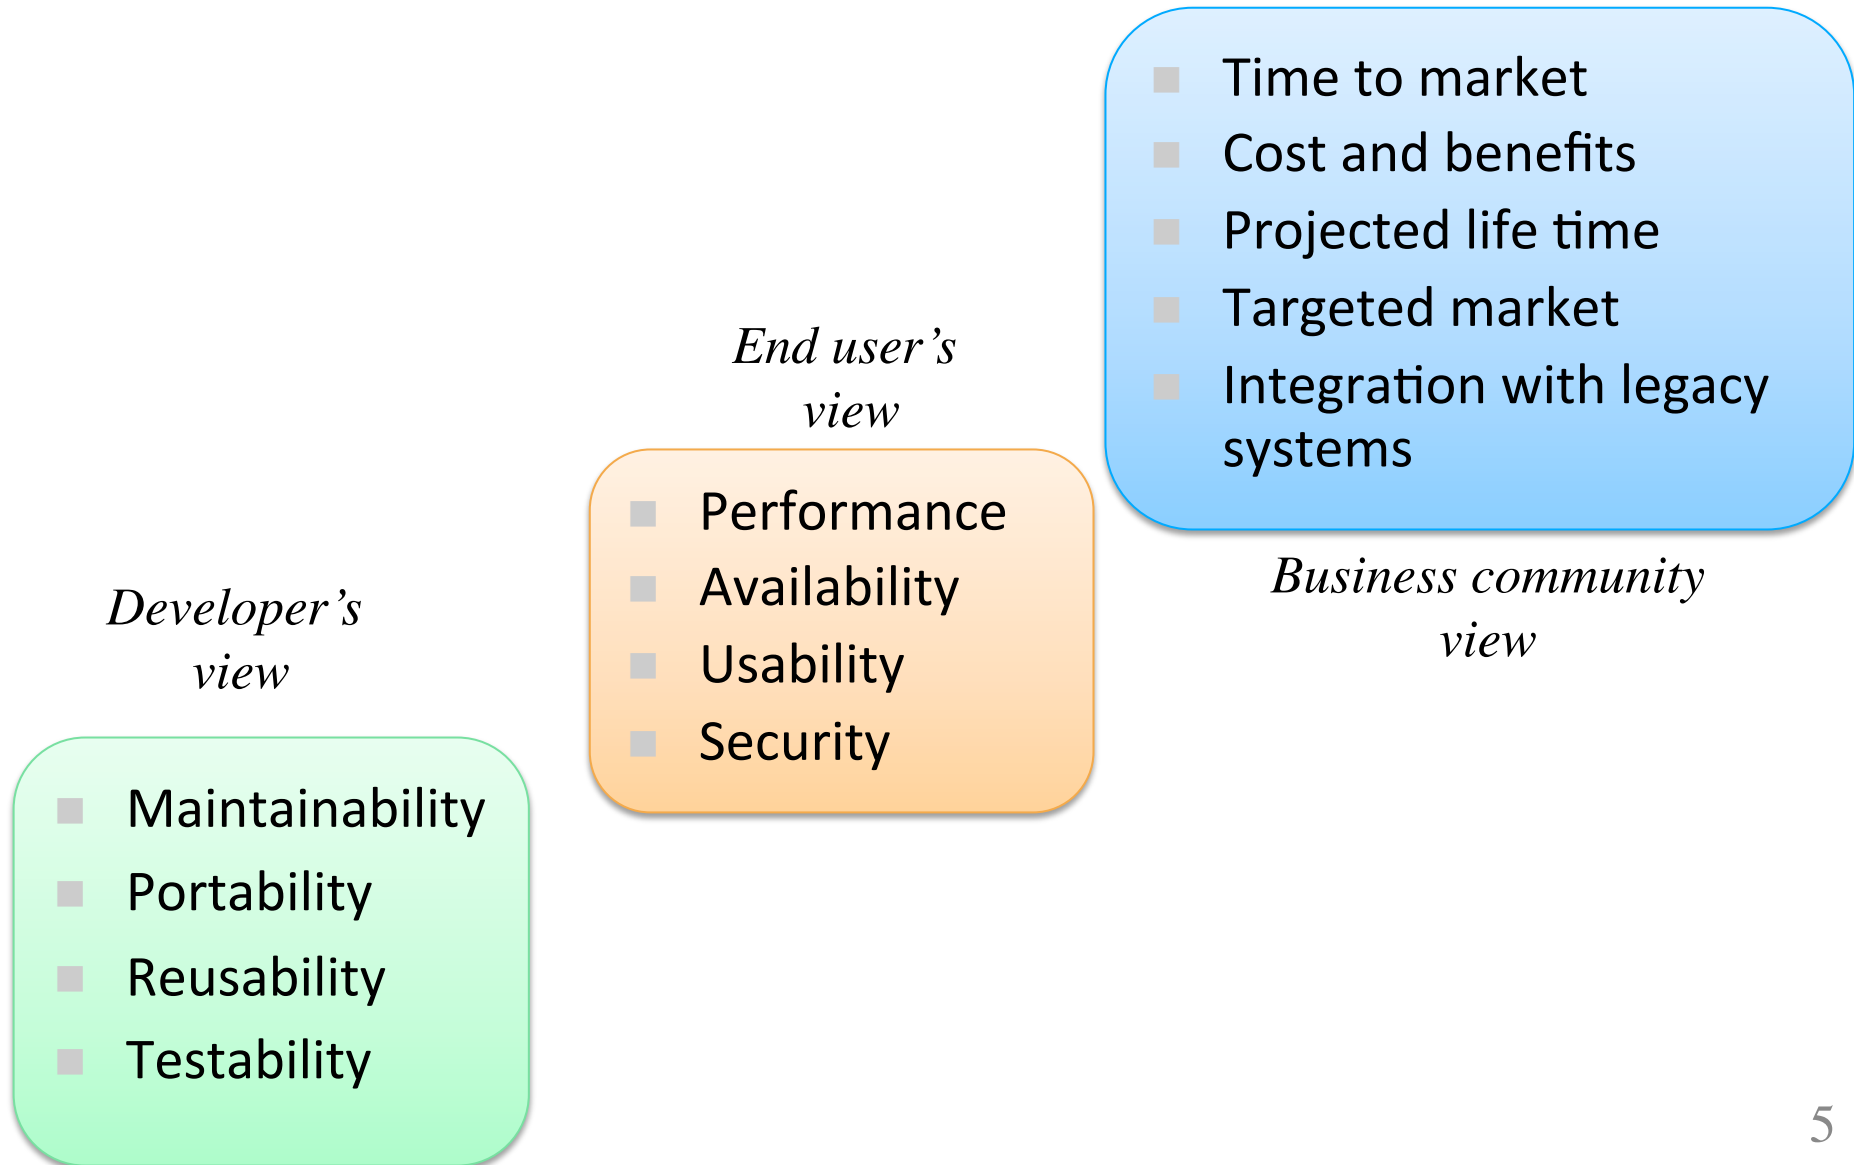 Developer’s
view
Maintainability
Portability
Reusability
Testability
End user’s
view
Performance
Availability
Usability
Security
Time to market
Cost and benefits
Projected life time
Targeted market
Integration with legacy
systems
Business community
view
5